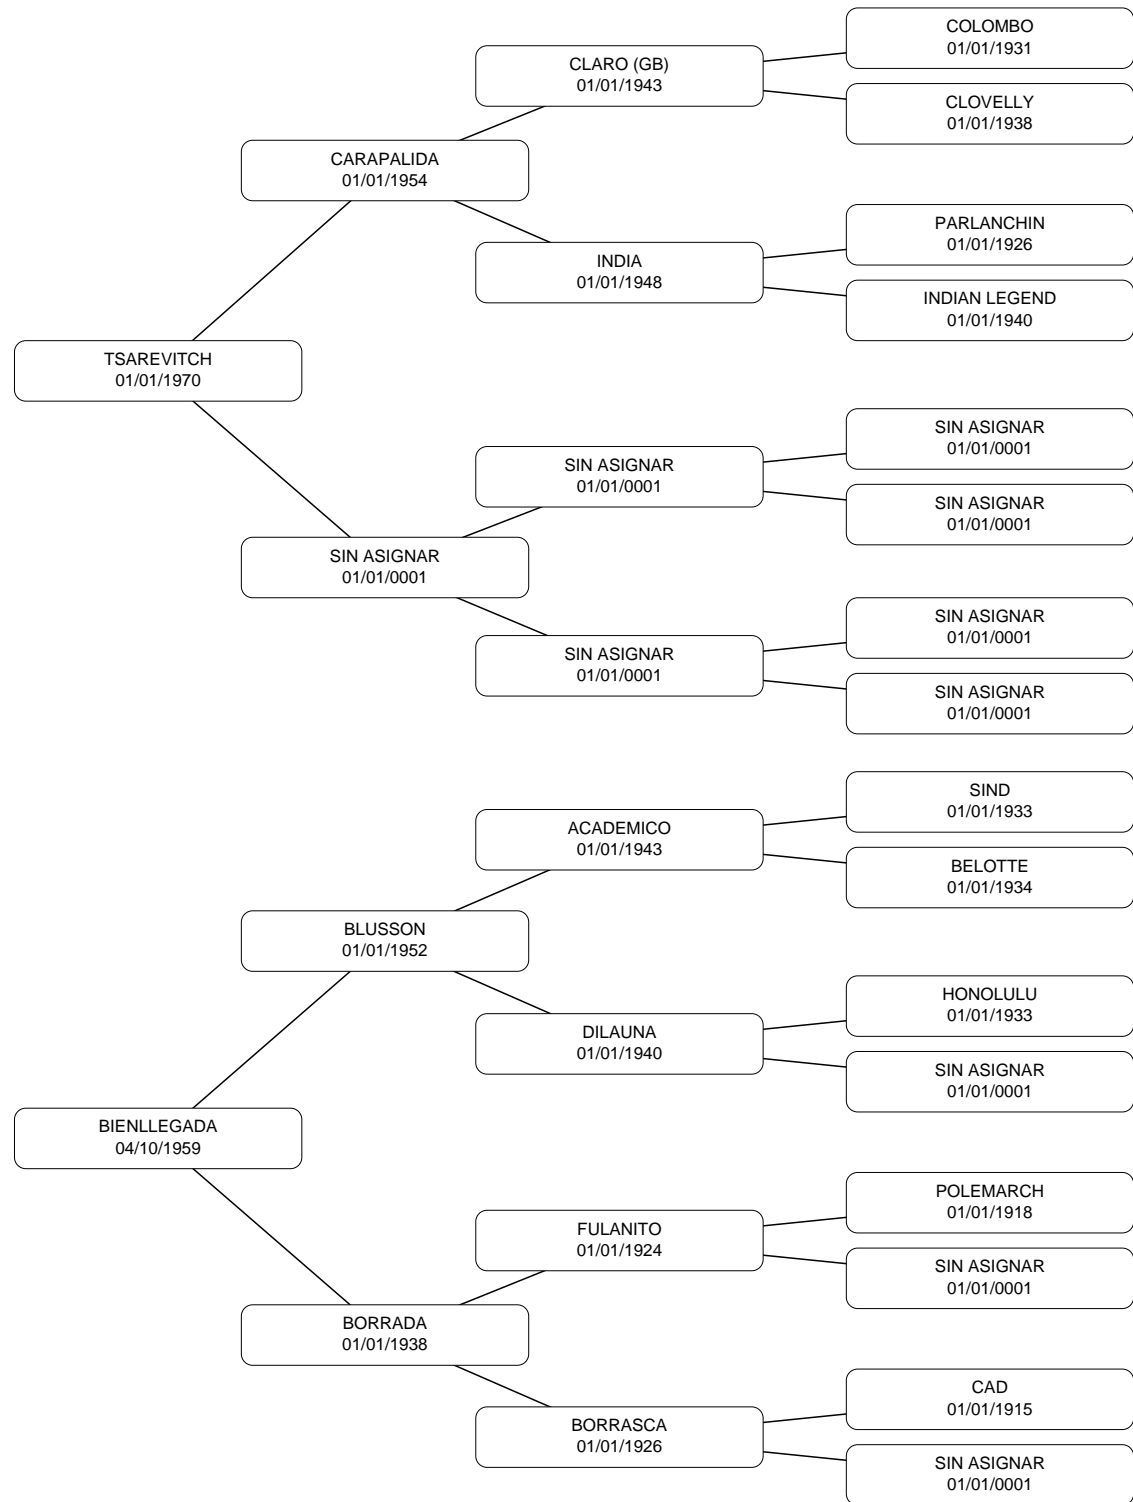 COLOMBO
01/01/1931
CLARO (GB)
01/01/1943
CLOVELLY
01/01/1938
CARAPALIDA
01/01/1954
PARLANCHIN
01/01/1926
INDIA
01/01/1948
INDIAN LEGEND
01/01/1940
TSAREVITCH
01/01/1970
SIN ASIGNAR
01/01/0001
SIN ASIGNAR
01/01/0001
SIN ASIGNAR
01/01/0001
SIN ASIGNAR
01/01/0001
SIN ASIGNAR
01/01/0001
SIN ASIGNAR
01/01/0001
SIN ASIGNAR
01/01/0001
SIND
01/01/1933
ACADEMICO
01/01/1943
BELOTTE
01/01/1934
BLUSSON
01/01/1952
HONOLULU
01/01/1933
DILAUNA
01/01/1940
SIN ASIGNAR
01/01/0001
BIENLLEGADA
04/10/1959
POLEMARCH
01/01/1918
FULANITO
01/01/1924
SIN ASIGNAR
01/01/0001
BORRADA
01/01/1938
CAD
01/01/1915
BORRASCA
01/01/1926
SIN ASIGNAR
01/01/0001